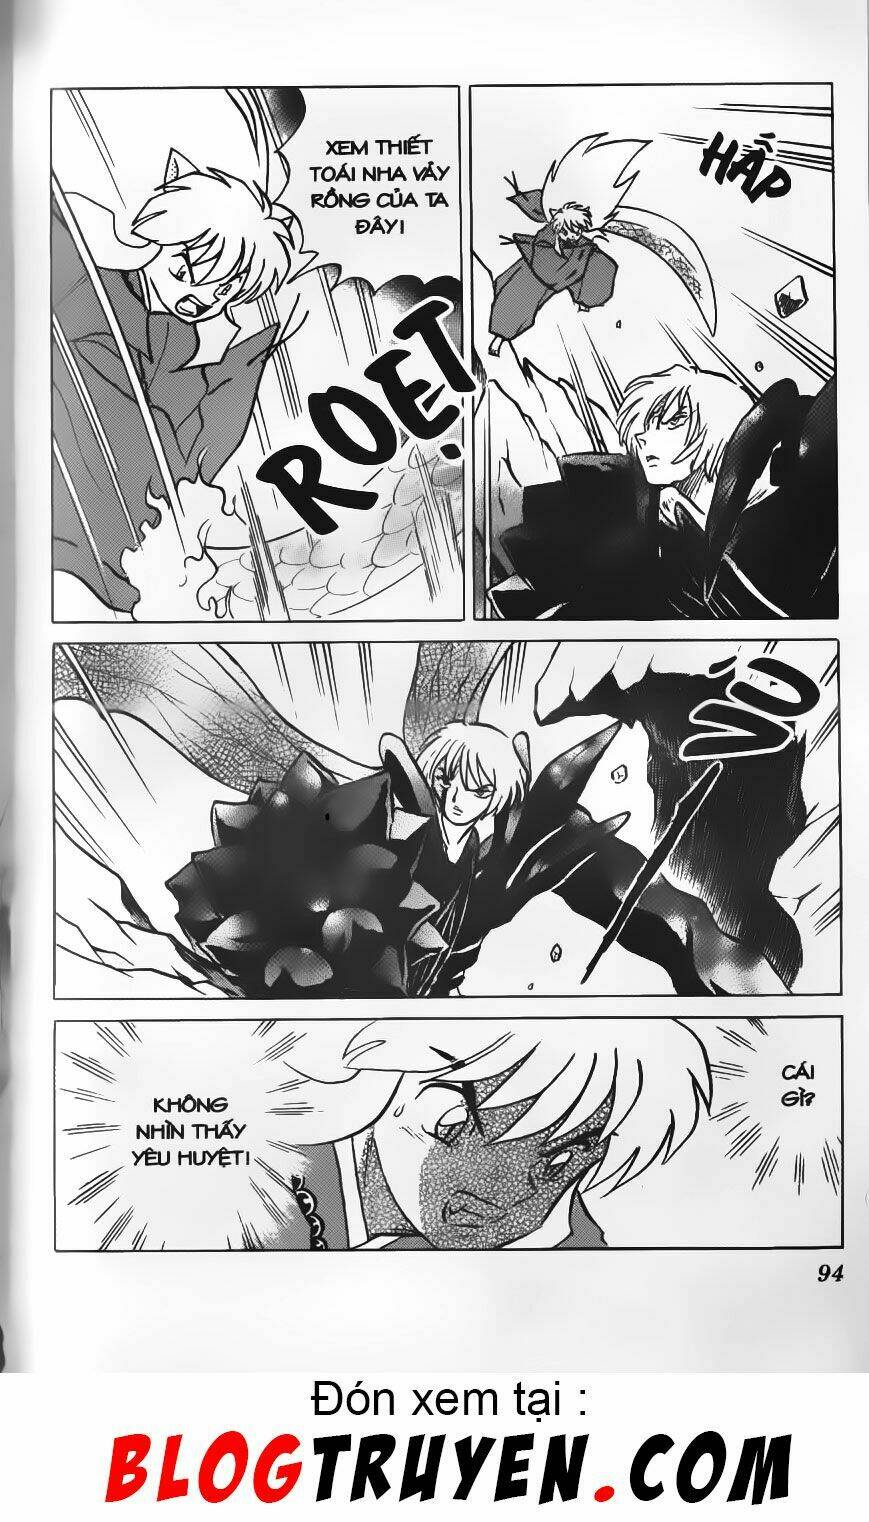 XEM THIẾT
TOÁI NHA VẢY
RỒNG CỦA TA
ĐÂY!
HẤP
ROẸT
VÙ
CÁI
GÌ?
KHÔNG
NHÌN THẤY
YÊU HUYỆT!
94
Đón xem tại :
BLOGTRUYEN.COM